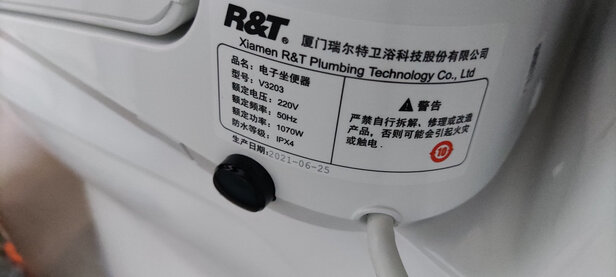 R&T®
厦门瑞尔特卫浴科技股份有限公司
Xiamen R&T Plumbing Technology Co., Ltd
品名：电子坐便器
型号：V3203
额定电压：220V
额定频率：50Hz
额定功率：1070W
防水等级：IPX4
生产日期：2021-06-25
⚠警告
严禁自行拆解、修理或改造
产品，否则可能会引起火灾
或触电．
10